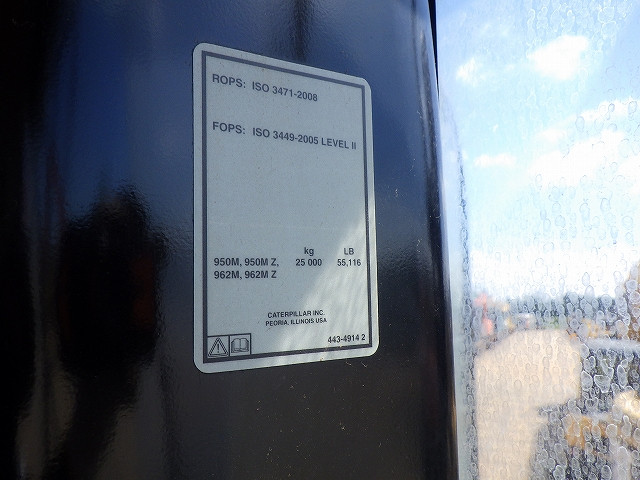 ROPS: ISO 3471-2008
FOPS: ISO 3449-2005 LEVEL II
kg LB
950M, 950M Z, 25 000 55,116
962M, 962M Z
CATERPILLAR INC.
PEORIA, ILLINOIS USA
443-4914 2